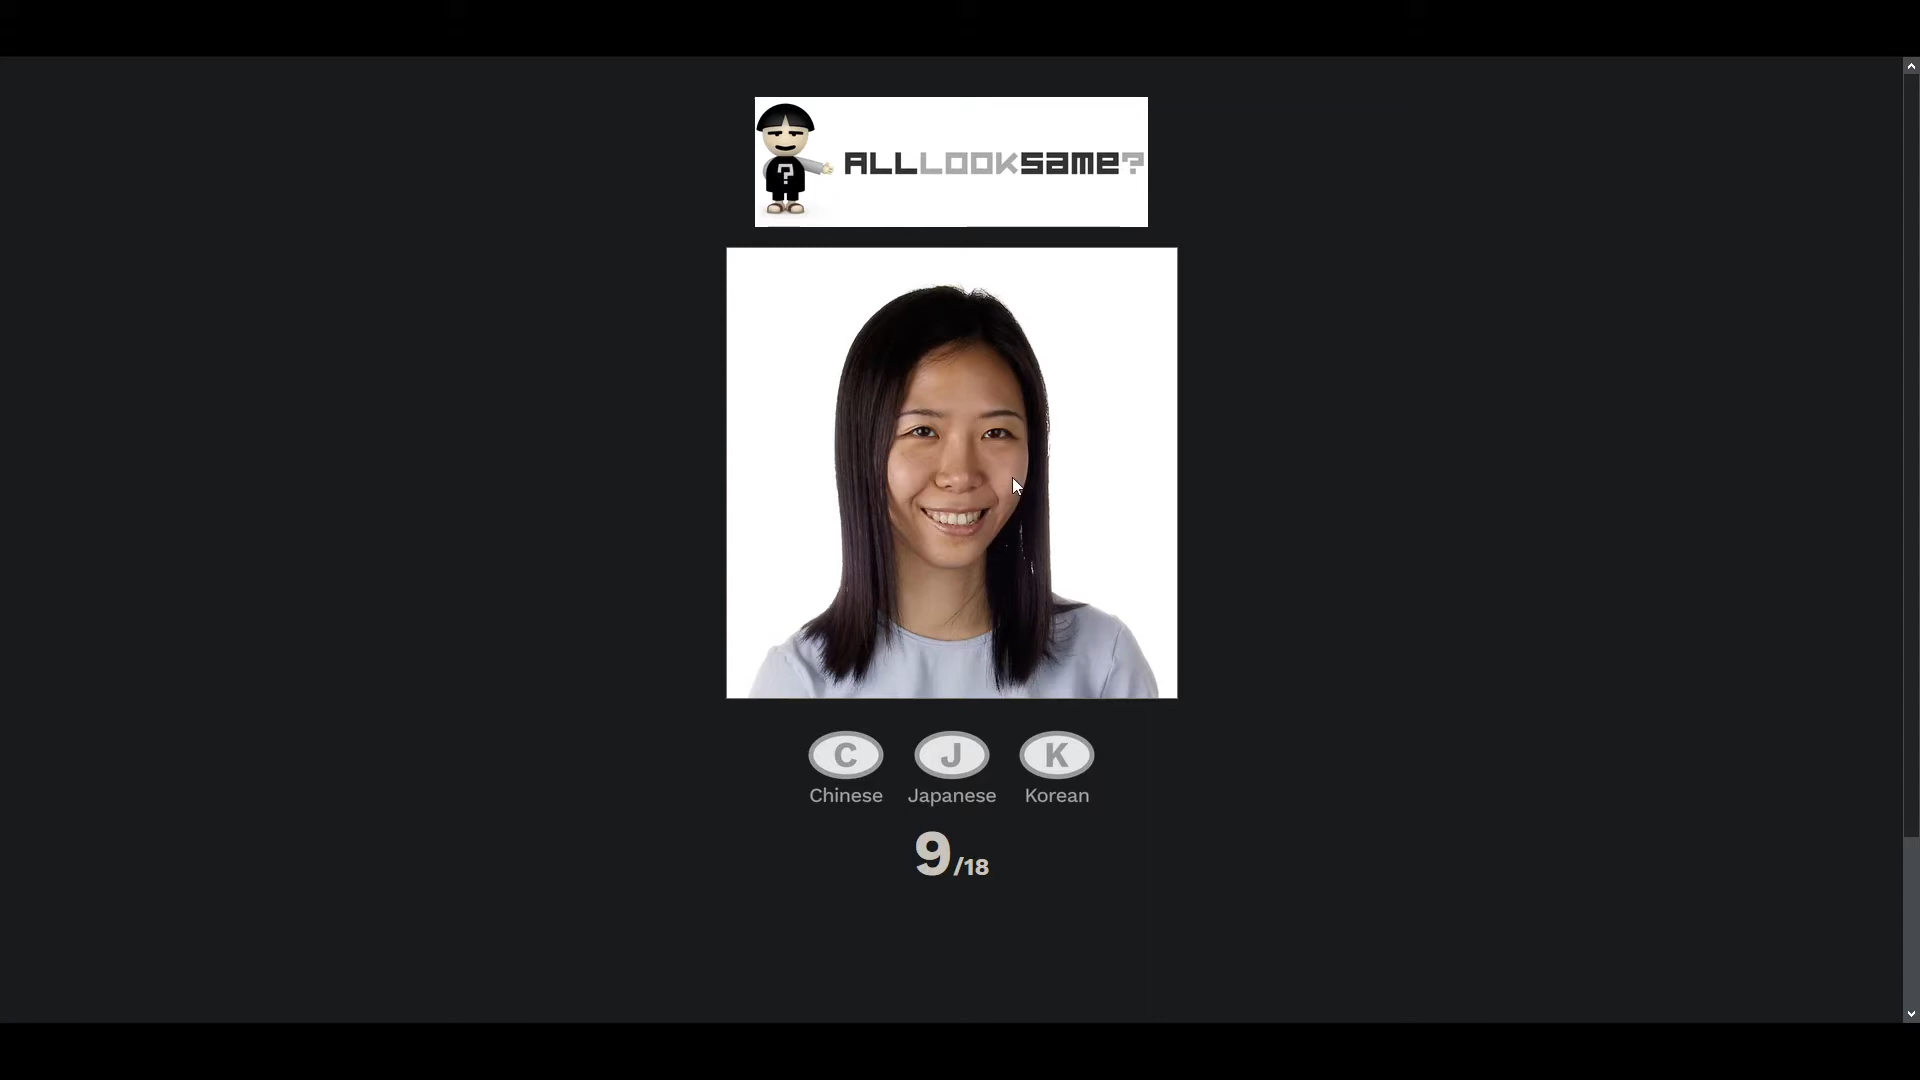 ?
ALLLOOKSAME?
C J K
Chinese Japanese Korean
9/18